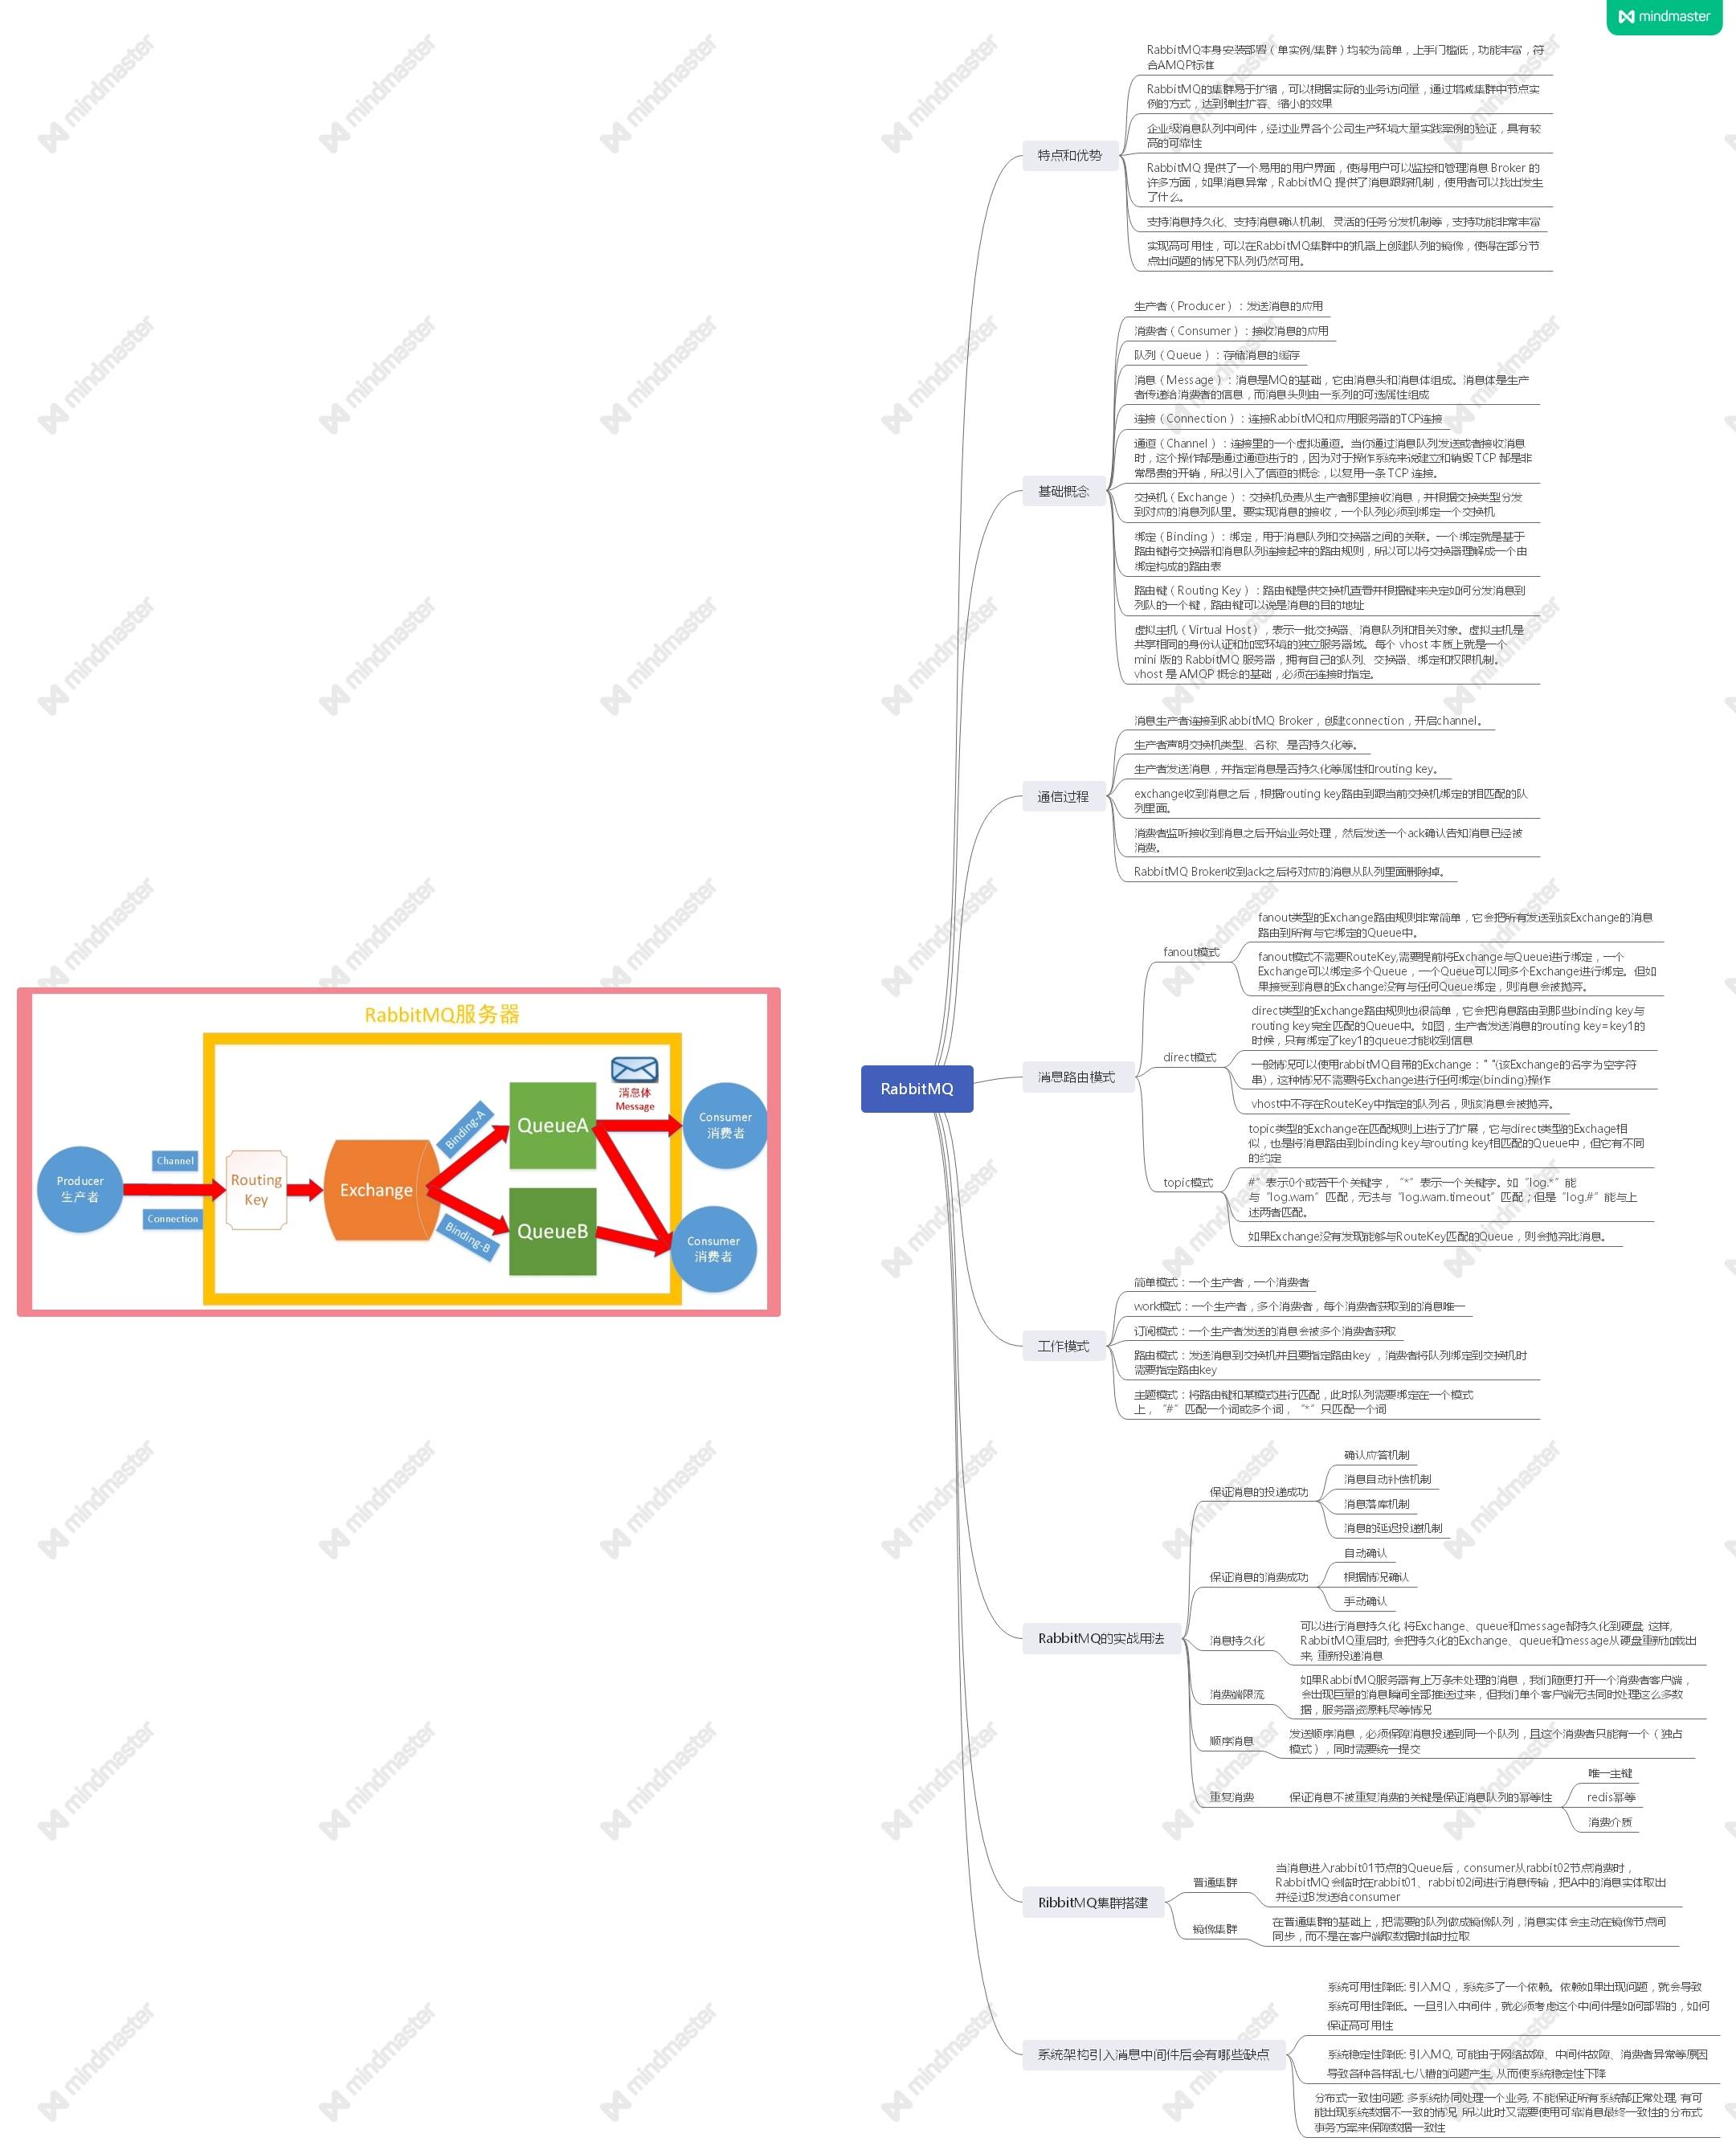 mindmaster
RabbitMQ本身安装部署（单实例/集群）均较为简单，上手门槛低，功能丰富，符
合AMQP标准
RabbitMQ的集群易于扩缩，可以根据实际的业务访问量，通过增减集群中节点实
例的方式，达到弹性扩容、缩小的效果
企业级消息队列中间件，经过业界各个公司生产环境大量实践案例的验证，具有较
高的可靠性
特点和优势
RabbitMQ 提供了一个易用的用户界面，使得用户可以监控和管理消息 Broker 的
许多方面，如果消息异常，RabbitMQ 提供了消息跟踪机制，使用者可以找出发生
了什么。
支持消息持久化、支持消息确认机制、灵活的任务分发机制等，支持功能非常丰富
实现高可用性，可以在RabbitMQ集群中的机器上创建队列的镜像，使得在部分节
点出问题的情况下队列仍然可用。
生产者（Producer）：发送消息的应用
消费者（Consumer）：接收消息的应用
队列（Queue）：存储消息的缓存
消息（Message）：消息是MQ的基础，它由消息头和消息体组成。消息体是生产
者传递给消费者的信息，而消息头则由一系列的可选属性组成
连接（Connection）：连接RabbitMQ和应用服务器的TCP连接
通道（Channel）：连接里的一个虚拟通道。当你通过消息队列发送或者接收消息
时，这个操作都是通过通道进行的，因为对于操作系统来说建立和销毁 TCP 都是非
常昂贵的开销，所以引入了信道的概念，以复用一条 TCP 连接。
基础概念
交换机（Exchange）：交换机负责从生产者那里接收消息，并根据交换类型分发
到对应的消息列队里。要实现消息的接收，一个队列必须到绑定一个交换机
绑定（Binding）：绑定，用于消息队列和交换器之间的关联。一个绑定就是基于
路由键将交换器和消息队列连接起来的路由规则，所以可以将交换器理解成一个由
绑定构成的路由表
路由键（Routing Key）：路由键是供交换机查看并根据键来决定如何分发消息到
列队的一个键，路由键可以说是消息的目的地址
虚拟主机（Virtual Host），表示一批交换器、消息队列和相关对象。虚拟主机是
共享相同的身份认证和加密环境的独立服务器域。每个 vhost 本质上就是一个
mini 版的 RabbitMQ 服务器，拥有自己的队列、交换器、绑定和权限机制。
vhost 是 AMQP 概念的基础，必须在连接时指定。
消息生产者连接到RabbitMQ Broker，创建connection，开启channel。
生产者声明交换机类型、名称、是否持久化等。
生产者发送消息，并指定消息是否持久化等属性和routing key。
通信过程
exchange收到消息之后，根据routing key路由到跟当前交换机绑定的相匹配的队
列里面。
消费者监听接收到消息之后开始业务处理，然后发送一个ack确认告知消息已经被
消费。
RabbitMQ Broker收到ack之后将对应的消息从队列里面删除掉。
fanout类型的Exchange路由规则非常简单，它会把所有发送到该Exchange的消息
路由到所有与它绑定的Queue中。
fanout模式
fanout模式不需要RouteKey,需要提前将Exchange与Queue进行绑定，一个
Exchange可以绑定多个Queue，一个Queue可以同多个Exchange进行绑定。但如
果接受到消息的Exchange没有与任何Queue绑定，则消息会被抛弃。
direct类型的Exchange路由规则也很简单，它会把消息路由到那些binding key与
routing key完全匹配的Queue中。如图，生产者发送消息的routing key=key1的
时候，只有绑定了key1的queue才能收到信息
direct模式
一般情况可以使用rabbitMQ自带的Exchange：" "(该Exchange的名字为空字符
串)，这种情况不需要将Exchange进行任何绑定(binding)操作
消息路由模式
vhost中不存在RouteKey中指定的队列名，则该消息会被抛弃。
topic类型的Exchange在匹配规则上进行了扩展，它与direct类型的Exchage相
似，也是将消息路由到binding key与routing key相匹配的Queue中，但它有不同
的约定
topic模式
#”表示0个或若干个关键字，“*”表示一个关键字。如“log.*”能
与“log.warn”匹配，无法与“log.warn.timeout”匹配；但是“log.#”能与上
述两者匹配。
如果Exchange没有发现能够与RouteKey匹配的Queue，则会抛弃此消息。
RabbitMQ
RabbitMQ服务器
消息体
Message
Producer
生产者
Channel
Connection
Routing
Key
Exchange
Binding-A
Binding-B
QueueA
QueueB
Consumer
消费者
Consumer
消费者
简单模式：一个生产者，一个消费者
work模式：一个生产者，多个消费者，每个消费者获取到的消息唯一
订阅模式：一个生产者发送的消息会被多个消费者获取
工作模式
路由模式：发送消息到交换机并且要指定路由key ，消费者将队列绑定到交换机时
需要指定路由key
主题模式：将路由键和某模式进行匹配，此时队列需要绑定在一个模式
上，“#”匹配一个词或多个词，“*”只匹配一个词
保证消息的投递成功
确认应答机制
消息自动补偿机制
消息落库机制
消息的延迟投递机制
保证消息的消费成功
自动确认
根据情况确认
手动确认
RabbitMQ的实战用法
消息持久化
可以进行消息持久化, 将Exchange、queue和message都持久化到硬盘, 这样,
RabbitMQ重启时, 会把持久化的Exchange、queue和message从硬盘重新加载出
来, 重新投递消息
消费端限流
如果RabbitMQ服务器有上万条未处理的消息，我们随便打开一个消费者客户端，
会出现巨量的消息瞬间全部推送过来，但我们单个客户端无法同时处理这么多数
据，服务器资源耗尽等情况
顺序消息
发送顺序消息，必须保障消息投递到同一个队列，且这个消费者只能有一个（独占
模式），同时需要统一提交
重复消费
保证消息不被重复消费的关键是保证消息队列的幂等性
唯一主键
redis幂等
消费介质
RibbitMQ集群搭建
普通集群
当消息进入rabbit01节点的Queue后，consumer从rabbit02节点消费时，
RabbitMQ会临时在rabbit01、rabbit02间进行消息传输，把A中的消息实体取出
并经过B发送给consumer
镜像集群
在普通集群的基础上，把需要的队列做成镜像队列，消息实体会主动在镜像节点间
同步，而不是在客户端取数据时临时拉取
系统架构引入消息中间件后会有哪些缺点
系统可用性降低: 引入MQ，系统多了一个依赖。依赖如果出现问题，就会导致
系统可用性降低。一旦引入中间件，就必须考虑这个中间件是如何部署的，如何
保证高可用性
系统稳定性降低: 引入MQ, 可能由于网络故障、中间件故障、消费者异常等原因
导致各种各样乱七八糟的问题产生, 从而使系统稳定性下降
分布式一致性问题: 多系统协同处理一个业务, 不能保证所有系统都正常处理, 有可
能出现系统数据不一致的情况, 所以此时又需要使用可靠消息最终一致性的分布式
事务方案来保障数据一致性